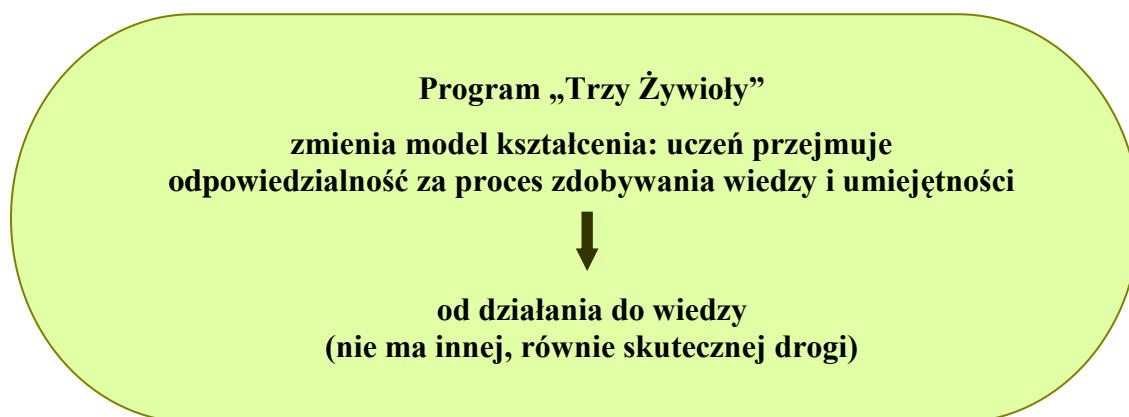 Program „Trzy Żywioły”
zmienia model kształcenia: uczeń przejmuje
odpowiedzialność za proces zdobywania wiedzy i umiejętności
od działania do wiedzy
(nie ma innej, równie skutecznej drogi)